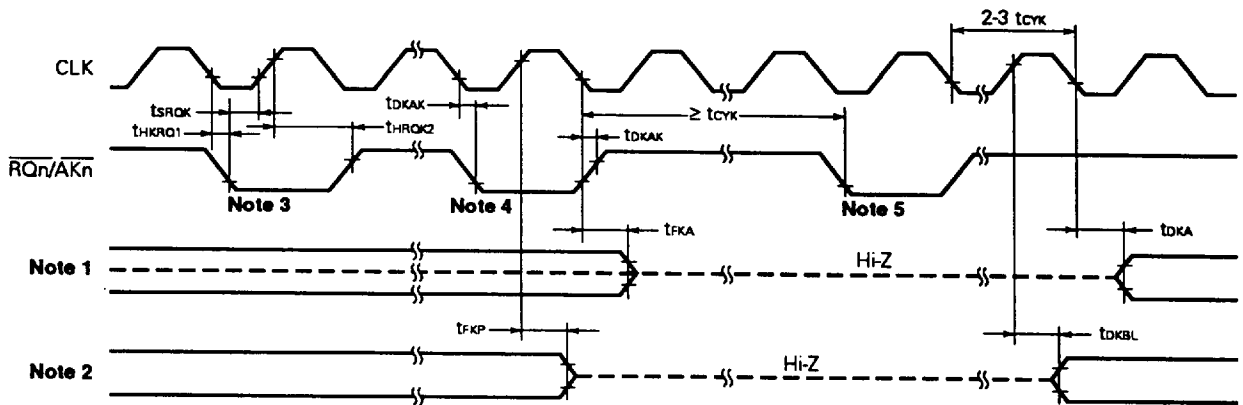 2-3 tCYK
CLK
tSRQK
tHKRQ1
tHRQK2
tDKAK
≥ tCYK
tDKAK
RQn/AKn
Note 3
Note 4
Note 5
tFKA
tDKA
Note 1
Hi-Z
tFKP
tDKBL
Note 2
Hi-Z